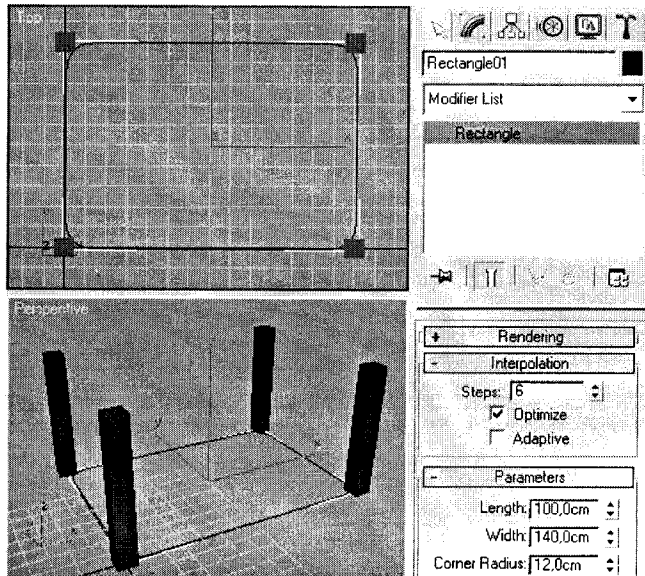 Top
Rectangle01
Modifier List
Rectangle
Perspective
+ Rendering
- Interpolation
Steps: 6
Optimize
Adaptive
- Parameters
Length: 100,0cm
Width: 140,0cm
Corner Radius: 12,0cm